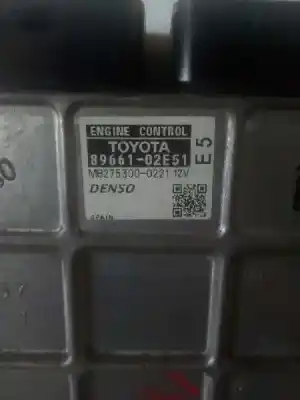 ENGINE CONTROL
TOYOTA
89661-02E51
E5
MB275300-0221 12V
DENSO
SPAIN